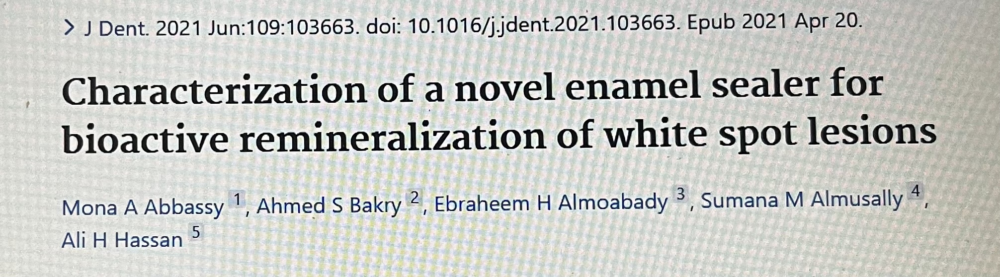 > J Dent. 2021 Jun:109:103663. doi: 10.1016/j.jdent.2021.103663. Epub 2021 Apr 20.
Characterization of a novel enamel sealer for
bioactive remineralization of white spot lesions
Mona A Abbassy 1, Ahmed S Bakry 2, Ebraheem H Almoabady 3, Sumana M Almusally 4,
Ali H Hassan 5